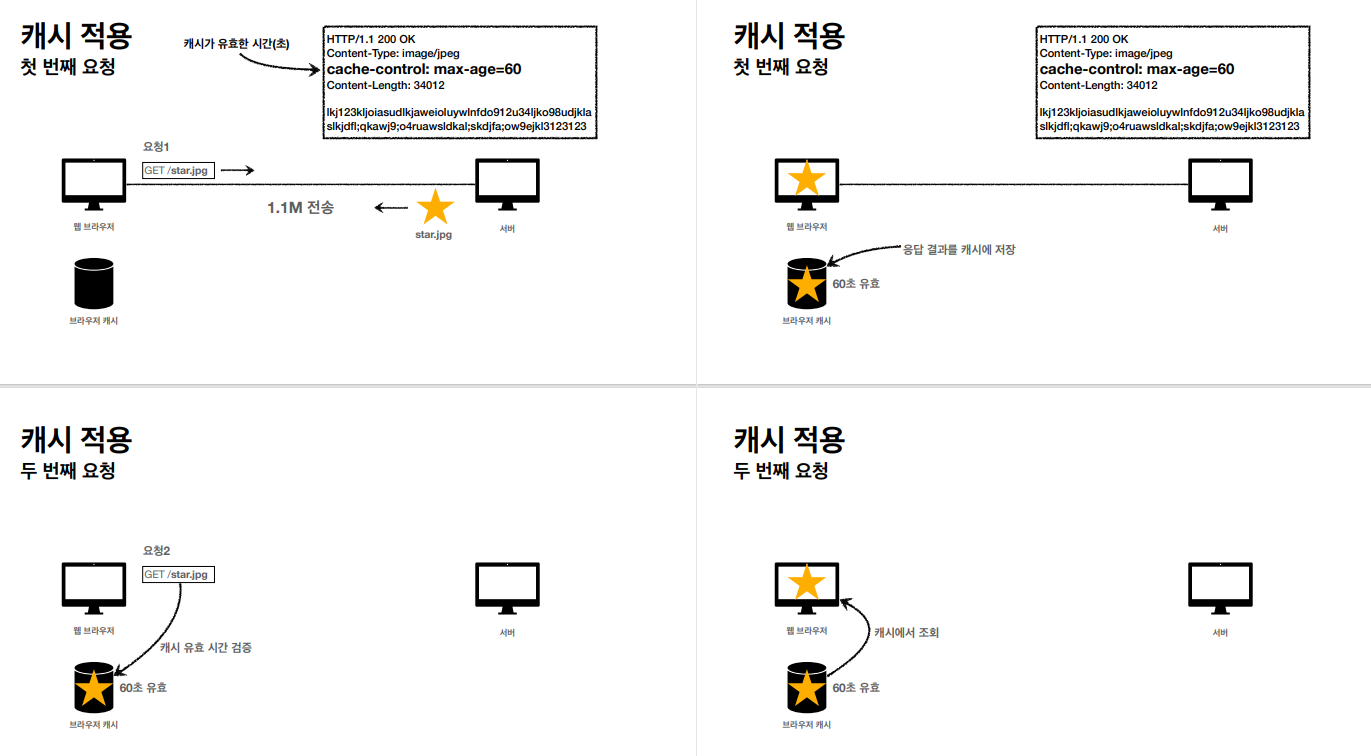 캐시 적용
첫 번째 요청
캐시가 유효한 시간(초)
HTTP/1.1 200 OK
Content-Type: image/jpeg
cache-control: max-age=60
Content-Length: 34012
lkj123kljoiasudlkjaweioluywlnfdo912u34ljko98udjkla
slkjdfl;qkawj9;o4ruawsldkal;skdjfa;ow9ejkl3123123
요청1
GET /star.jpg
1.1M 전송
star.jpg
웹 브라우저
서버
브라우저 캐시
캐시 적용
첫 번째 요청
HTTP/1.1 200 OK
Content-Type: image/jpeg
cache-control: max-age=60
Content-Length: 34012
lkj123kljoiasudlkjaweioluywlnfdo912u34ljko98udjkla
slkjdfl;qkawj9;o4ruawsldkal;skdjfa;ow9ejkl3123123
웹 브라우저
서버
응답 결과를 캐시에 저장
60초 유효
브라우저 캐시
캐시 적용
두 번째 요청
요청2
GET /star.jpg
웹 브라우저
서버
캐시 유효 시간 검증
60초 유효
브라우저 캐시
캐시 적용
두 번째 요청
웹 브라우저
서버
캐시에서 조회
60초 유효
브라우저 캐시